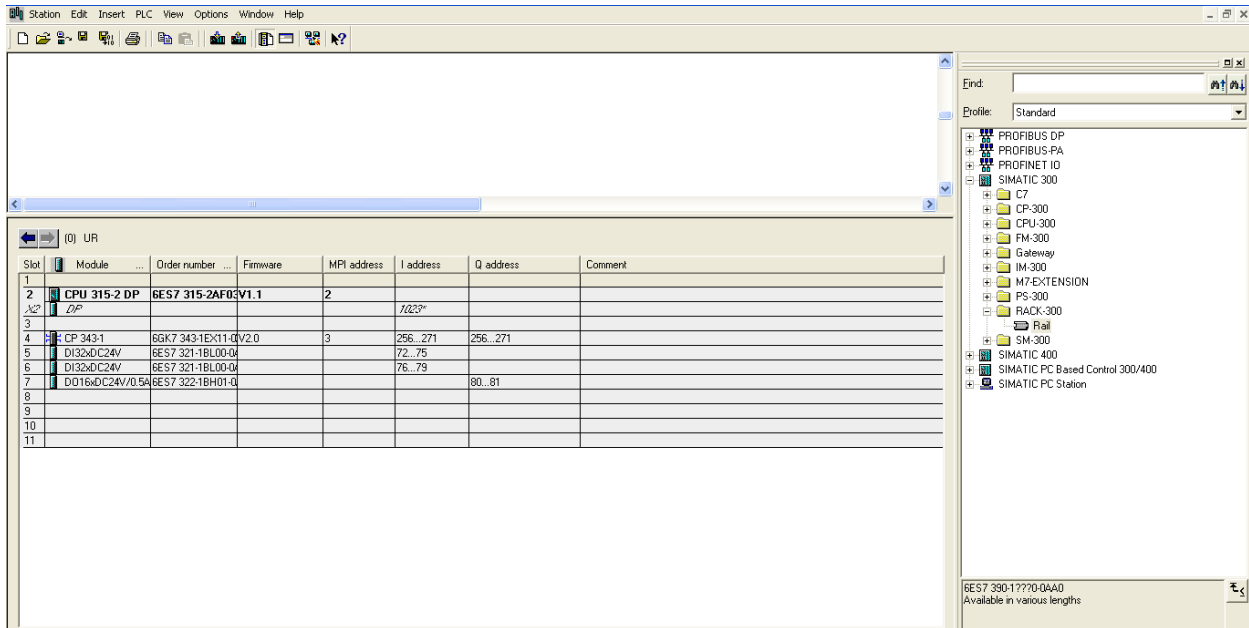 Station Edit Insert PLC View Options Window Help
Find:
Profile: Standard
PROFIBUS DP
PROFIBUS-PA
PROFINET IO
SIMATIC 300
C7
CP-300
CPU-300
FM-300
Gateway
IM-300
M7-EXTENSION
PS-300
RACK-300
Rail
SM-300
SIMATIC 400
SIMATIC PC Based Control 300/400
SIMATIC PC Station
6ES7 390-1???0-0AA0
Available in various lengths
(0) UR
Slot Module ... Order number ... Firmware MPI address I address Q address Comment
1
2 CPU 315-2 DP 6ES7 315-2AF03 V1.1 2
X2 DP 1023*
3
4 CP 343-1 6GK7 343-1EX11-0 V2.0 3 256...271 256...271
5 DI32xDC24V 6ES7 321-1BL00-0A 72...75
6 DI32xDC24V 6ES7 321-1BL00-0A 76...79
7 DO16xDC24V/0.5A 6ES7 322-1BH01-0 80...81
8
9
10
11